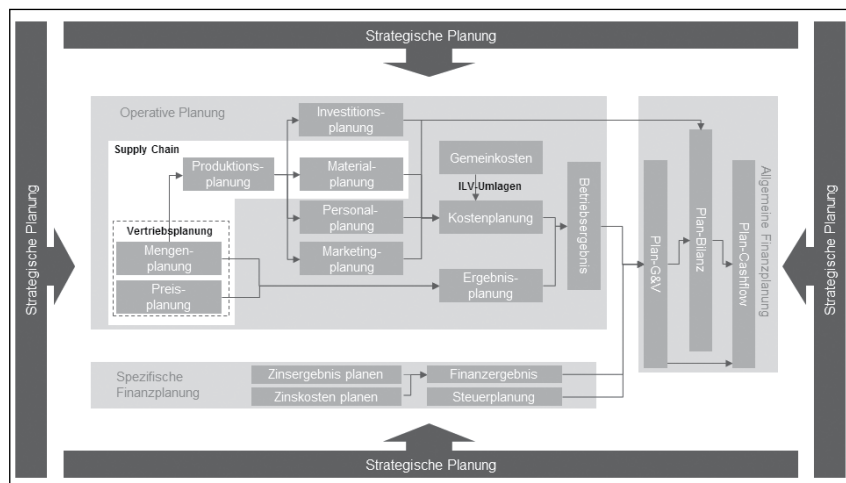 Strategische Planung
Strategische Planung
Operative Planung
Supply Chain
Produktions-
planung
Vertriebsplanung
Mengen-
planung
Preis-
planung
Investitions-
planung
Material-
planung
Personal-
planung
Marketing-
planung
Gemeinkosten
ILV-Umlagen
Kostenplanung
Ergebnis-
planung
Betriebsergebnis
Plan-G&V
Plan-Bilanz
Plan-Cashflow
Allgemeine Finanzplanung
Strategische Planung
Spezifische
Finanzplanung
Zinsergebnis planen
Zinskosten planen
Finanzergebnis
Steuerplanung
Strategische Planung